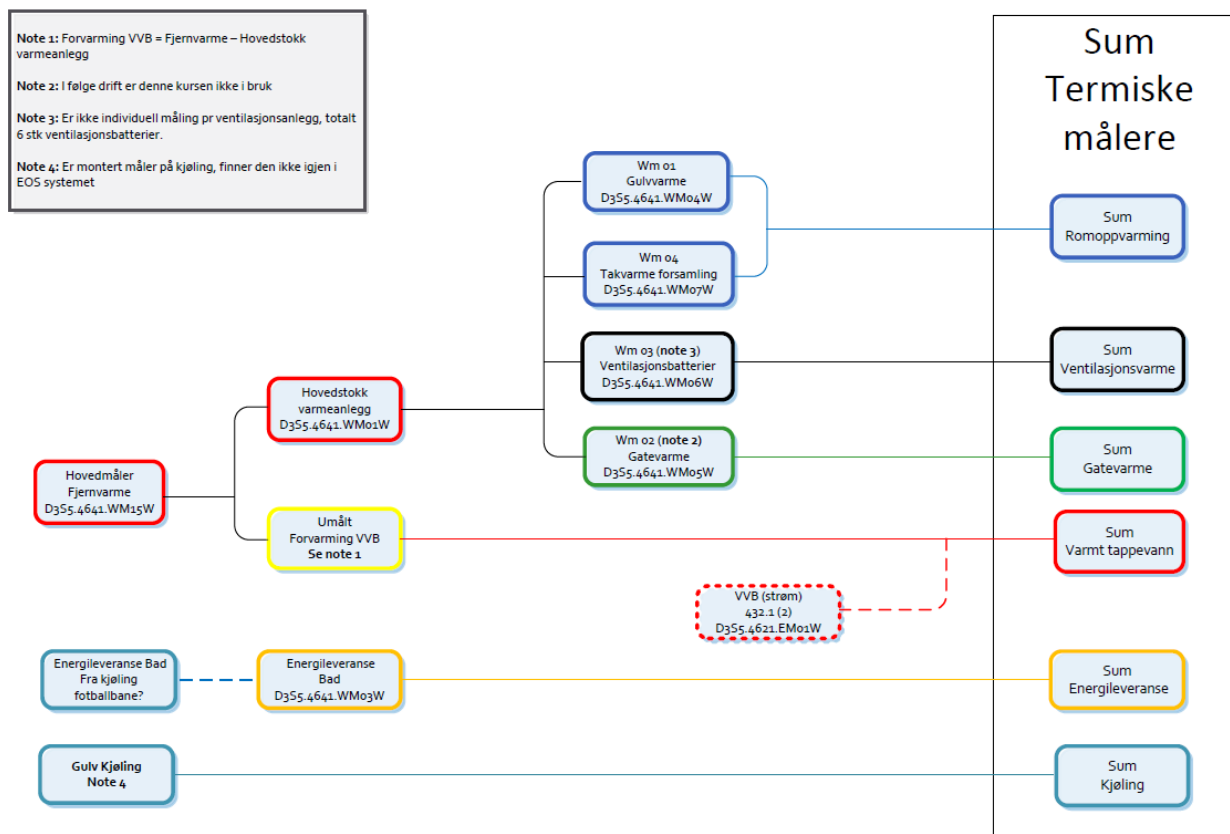 Note 1: Forvarming VVB = Fjernvarme – Hovedstokk
varmeanlegg
Note 2: I følge drift er denne kursen ikke i bruk
Note 3: Er ikke individuell måling pr ventilasjonsanlegg, totalt
6 stk ventilasjonsbatterier.
Note 4: Er montert måler på kjøling, finner den ikke igjen i
EOS systemet
Sum
Termiske
målere
Wm 01
Gulvvarme
D3S5.4641.WM04W
Wm 04
Takvarme forsamling
D3S5.4641.WM07W
Sum
Romoppvarming
Wm 03 (note 3)
Ventilasjonsbatterier
D3S5.4641.WM06W
Sum
Ventilasjonsvarme
Hovedstokk
varmeanlegg
D3S5.4641.WM01W
Wm 02 (note 2)
Gatevarme
D3S5.4641.WM05W
Sum
Gatevarme
Hovedmåler
Fjernvarme
D3S5.4641.WM15W
Umålt
Forvarming VVB
Se note 1
Sum
Varmt tappevann
VVB (strøm)
432.1 (2)
D3S5.4621.EM01W
Energileveranse Bad
Fra kjøling
fotballbane?
Energileveranse
Bad
D3S5.4641.WM03W
Sum
Energileveranse
Gulv Kjøling
Note 4
Sum
Kjøling